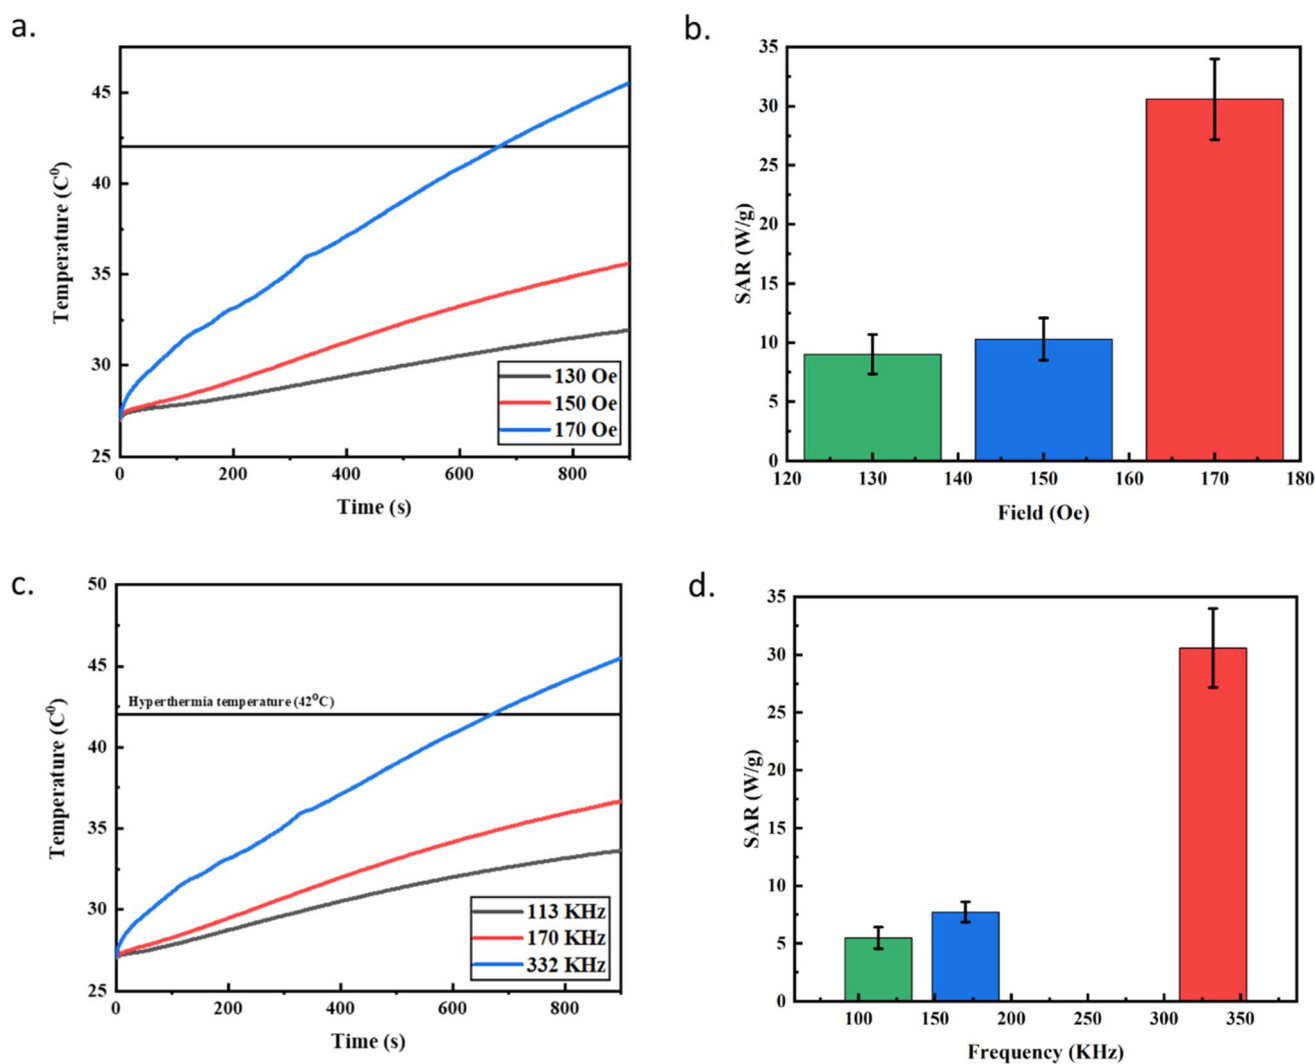 a.
45
40
35
30
25
Temperature (C⁰)
0 200 400 600 800
Time (s)
130 Oe
150 Oe
170 Oe
b.
35
30
25
20
15
10
5
0
SAR (W/g)
120 130 140 150 160 170 180
Field (Oe)
c.
50
45
40
35
30
25
Temperature (C⁰)
Hyperthermia temperature (42⁰C)
0 200 400 600 800
Time (s)
113 KHz
170 KHz
332 KHz
d.
35
30
25
20
15
10
5
0
SAR (W/g)
100 150 200 250 300 350
Frequency (KHz)